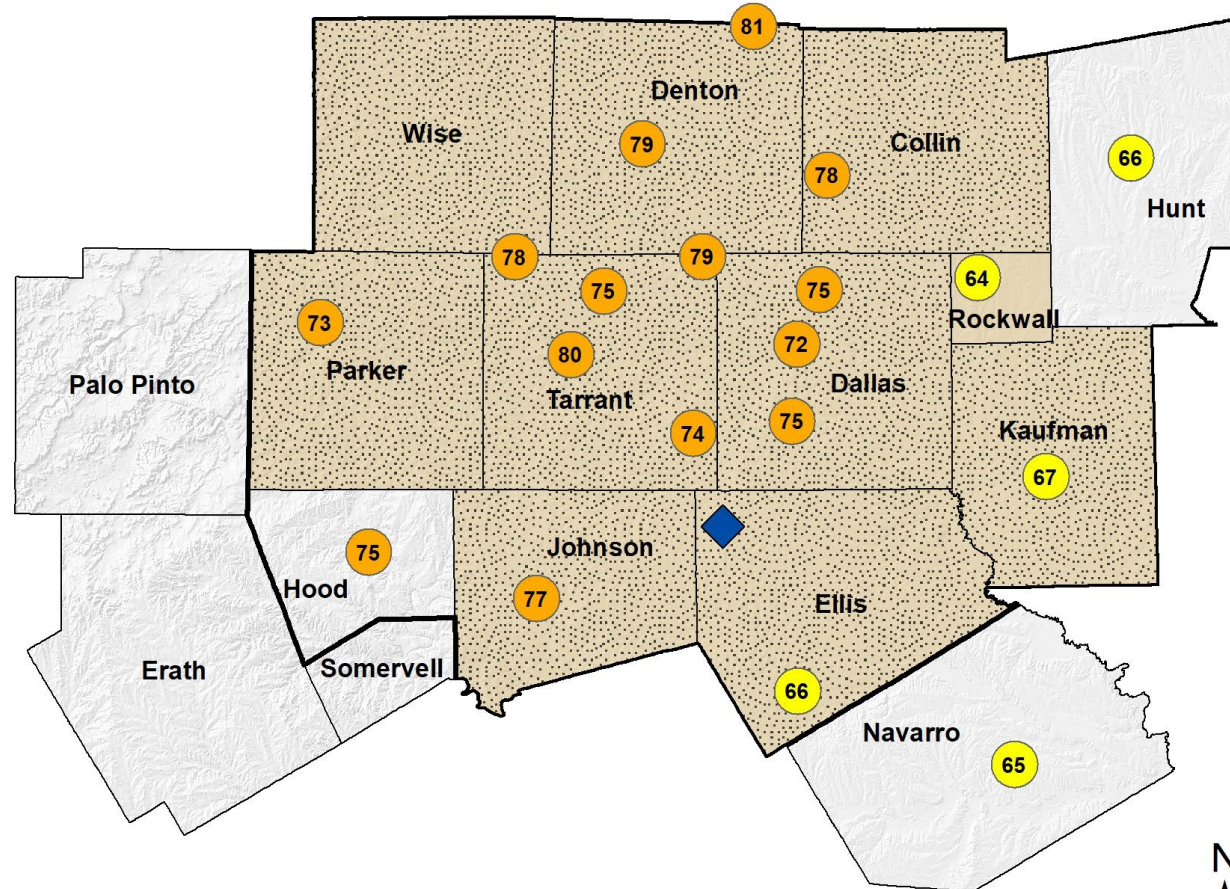 81
Denton
Wise
79
Collin
78
66
Hunt
78
79
75
75
64
Rockwall
73
72
80
Parker
Palo Pinto
Tarrant
Dallas
74
75
Kaufman
67
Johnson
75
Hood
77
Ellis
Erath
Somervell
66
Navarro
65
N